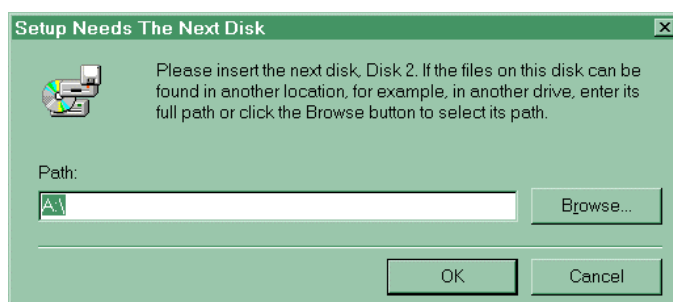 Setup Needs The Next Disk
Please insert the next disk, Disk 2. If the files on this disk can be
found in another location, for example, in another drive, enter its
full path or click the Browse button to select its path.
Path:
A:\
Browse...
OK
Cancel